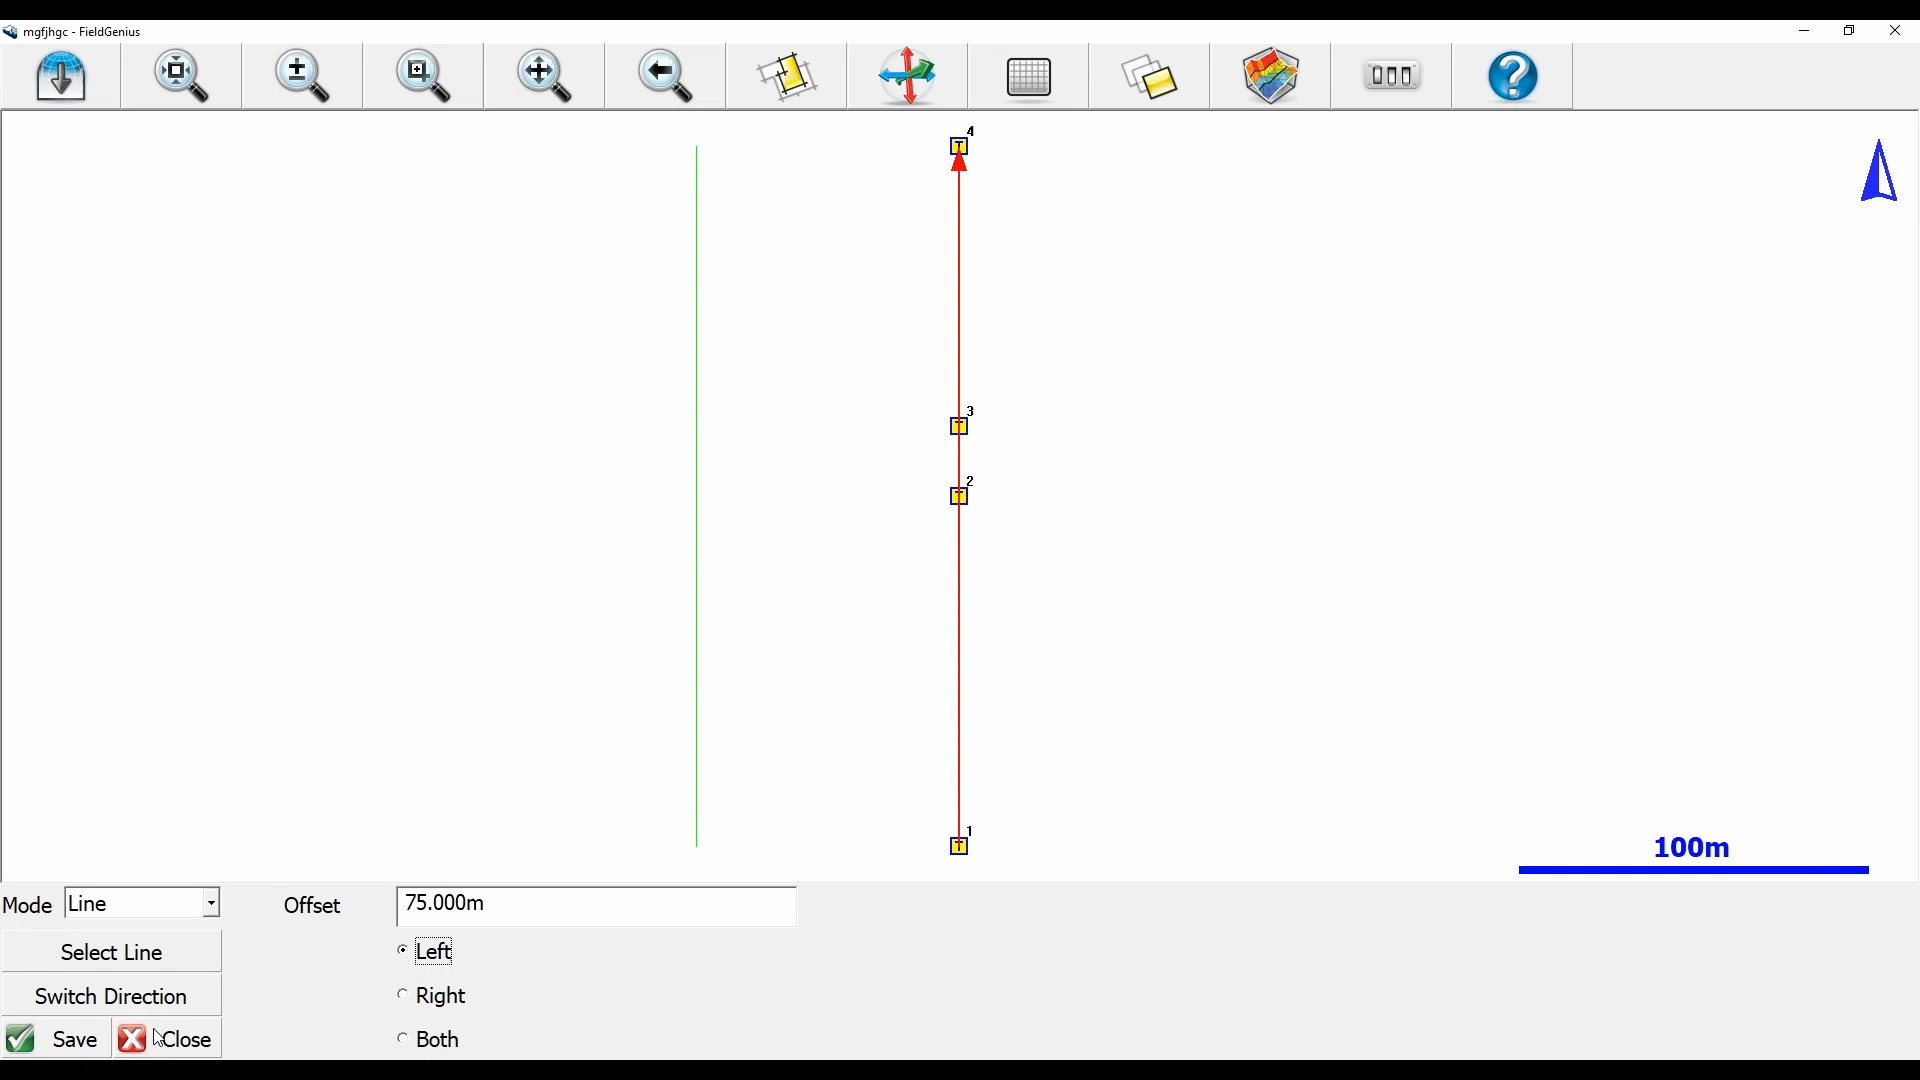 mgfjhgc - FieldGenius
4
3
2
1
100m
Mode Line Offset 75.000m
Select Line Left
Switch Direction Right
Save Close Both